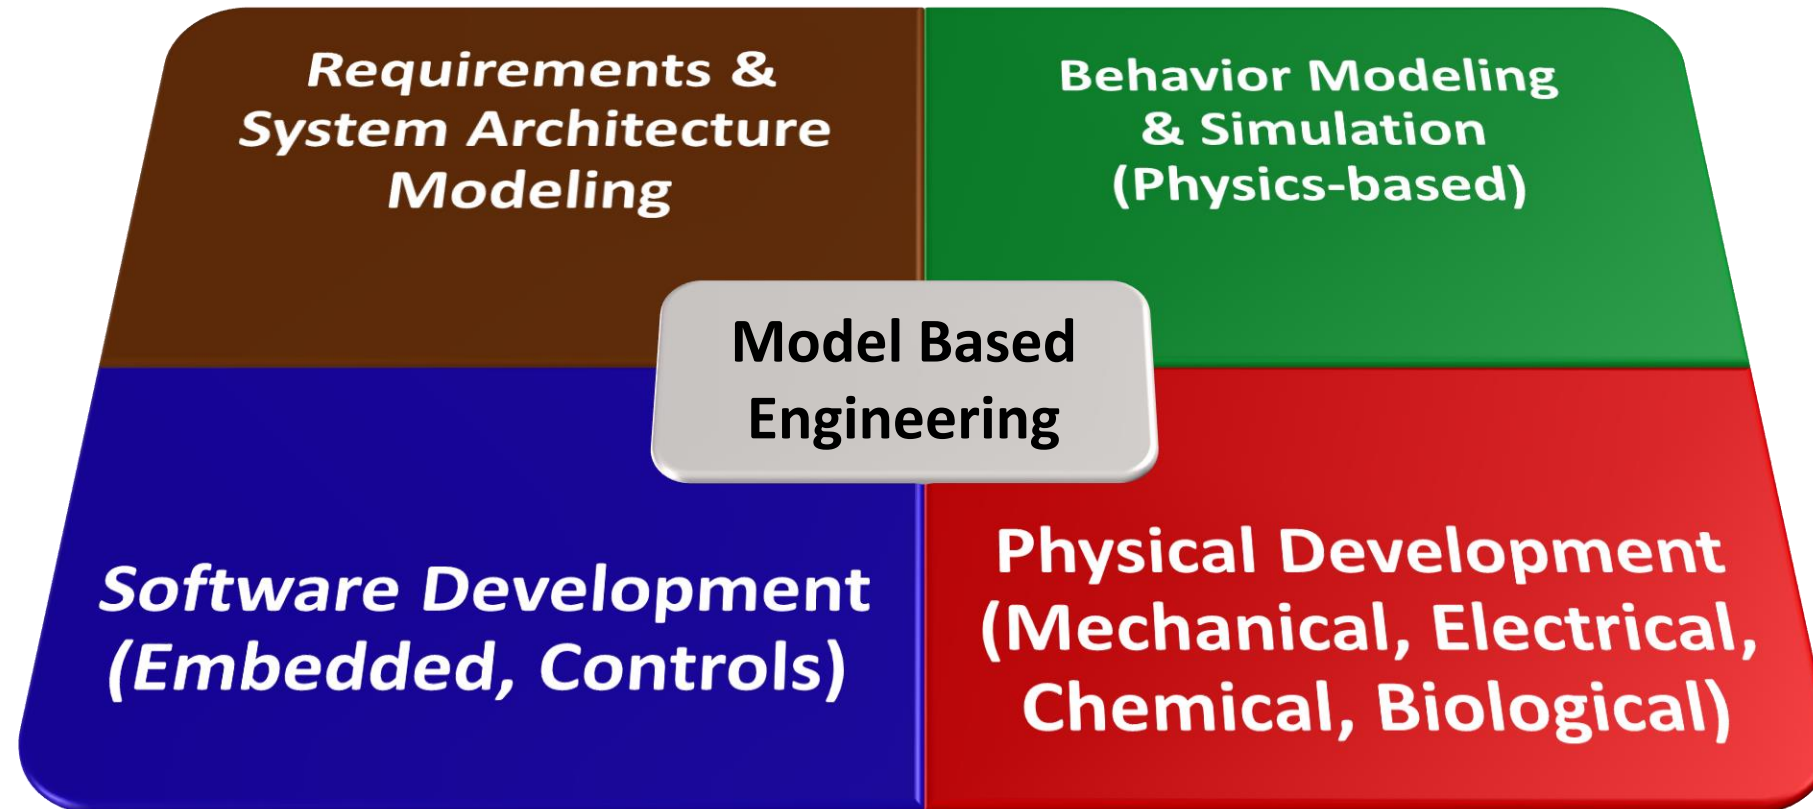 Requirements &
System Architecture
Modeling
Behavior Modeling
& Simulation
(Physics-based)
Model Based
Engineering
Software Development
(Embedded, Controls)
Physical Development
(Mechanical, Electrical,
Chemical, Biological)